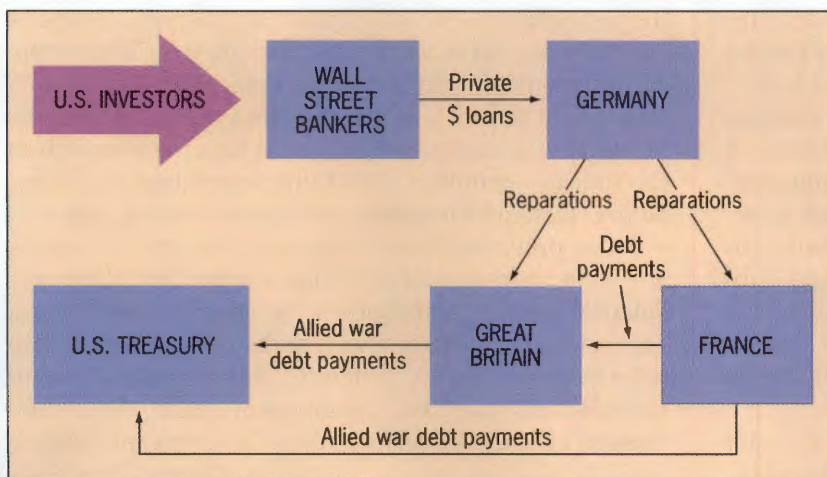 U.S. INVESTORS
WALL
STREET
BANKERS
Private
$ loans
GERMANY
Reparations
Reparations
Debt
payments
U.S. TREASURY
Allied war
debt payments
GREAT
BRITAIN
FRANCE
Allied war debt payments